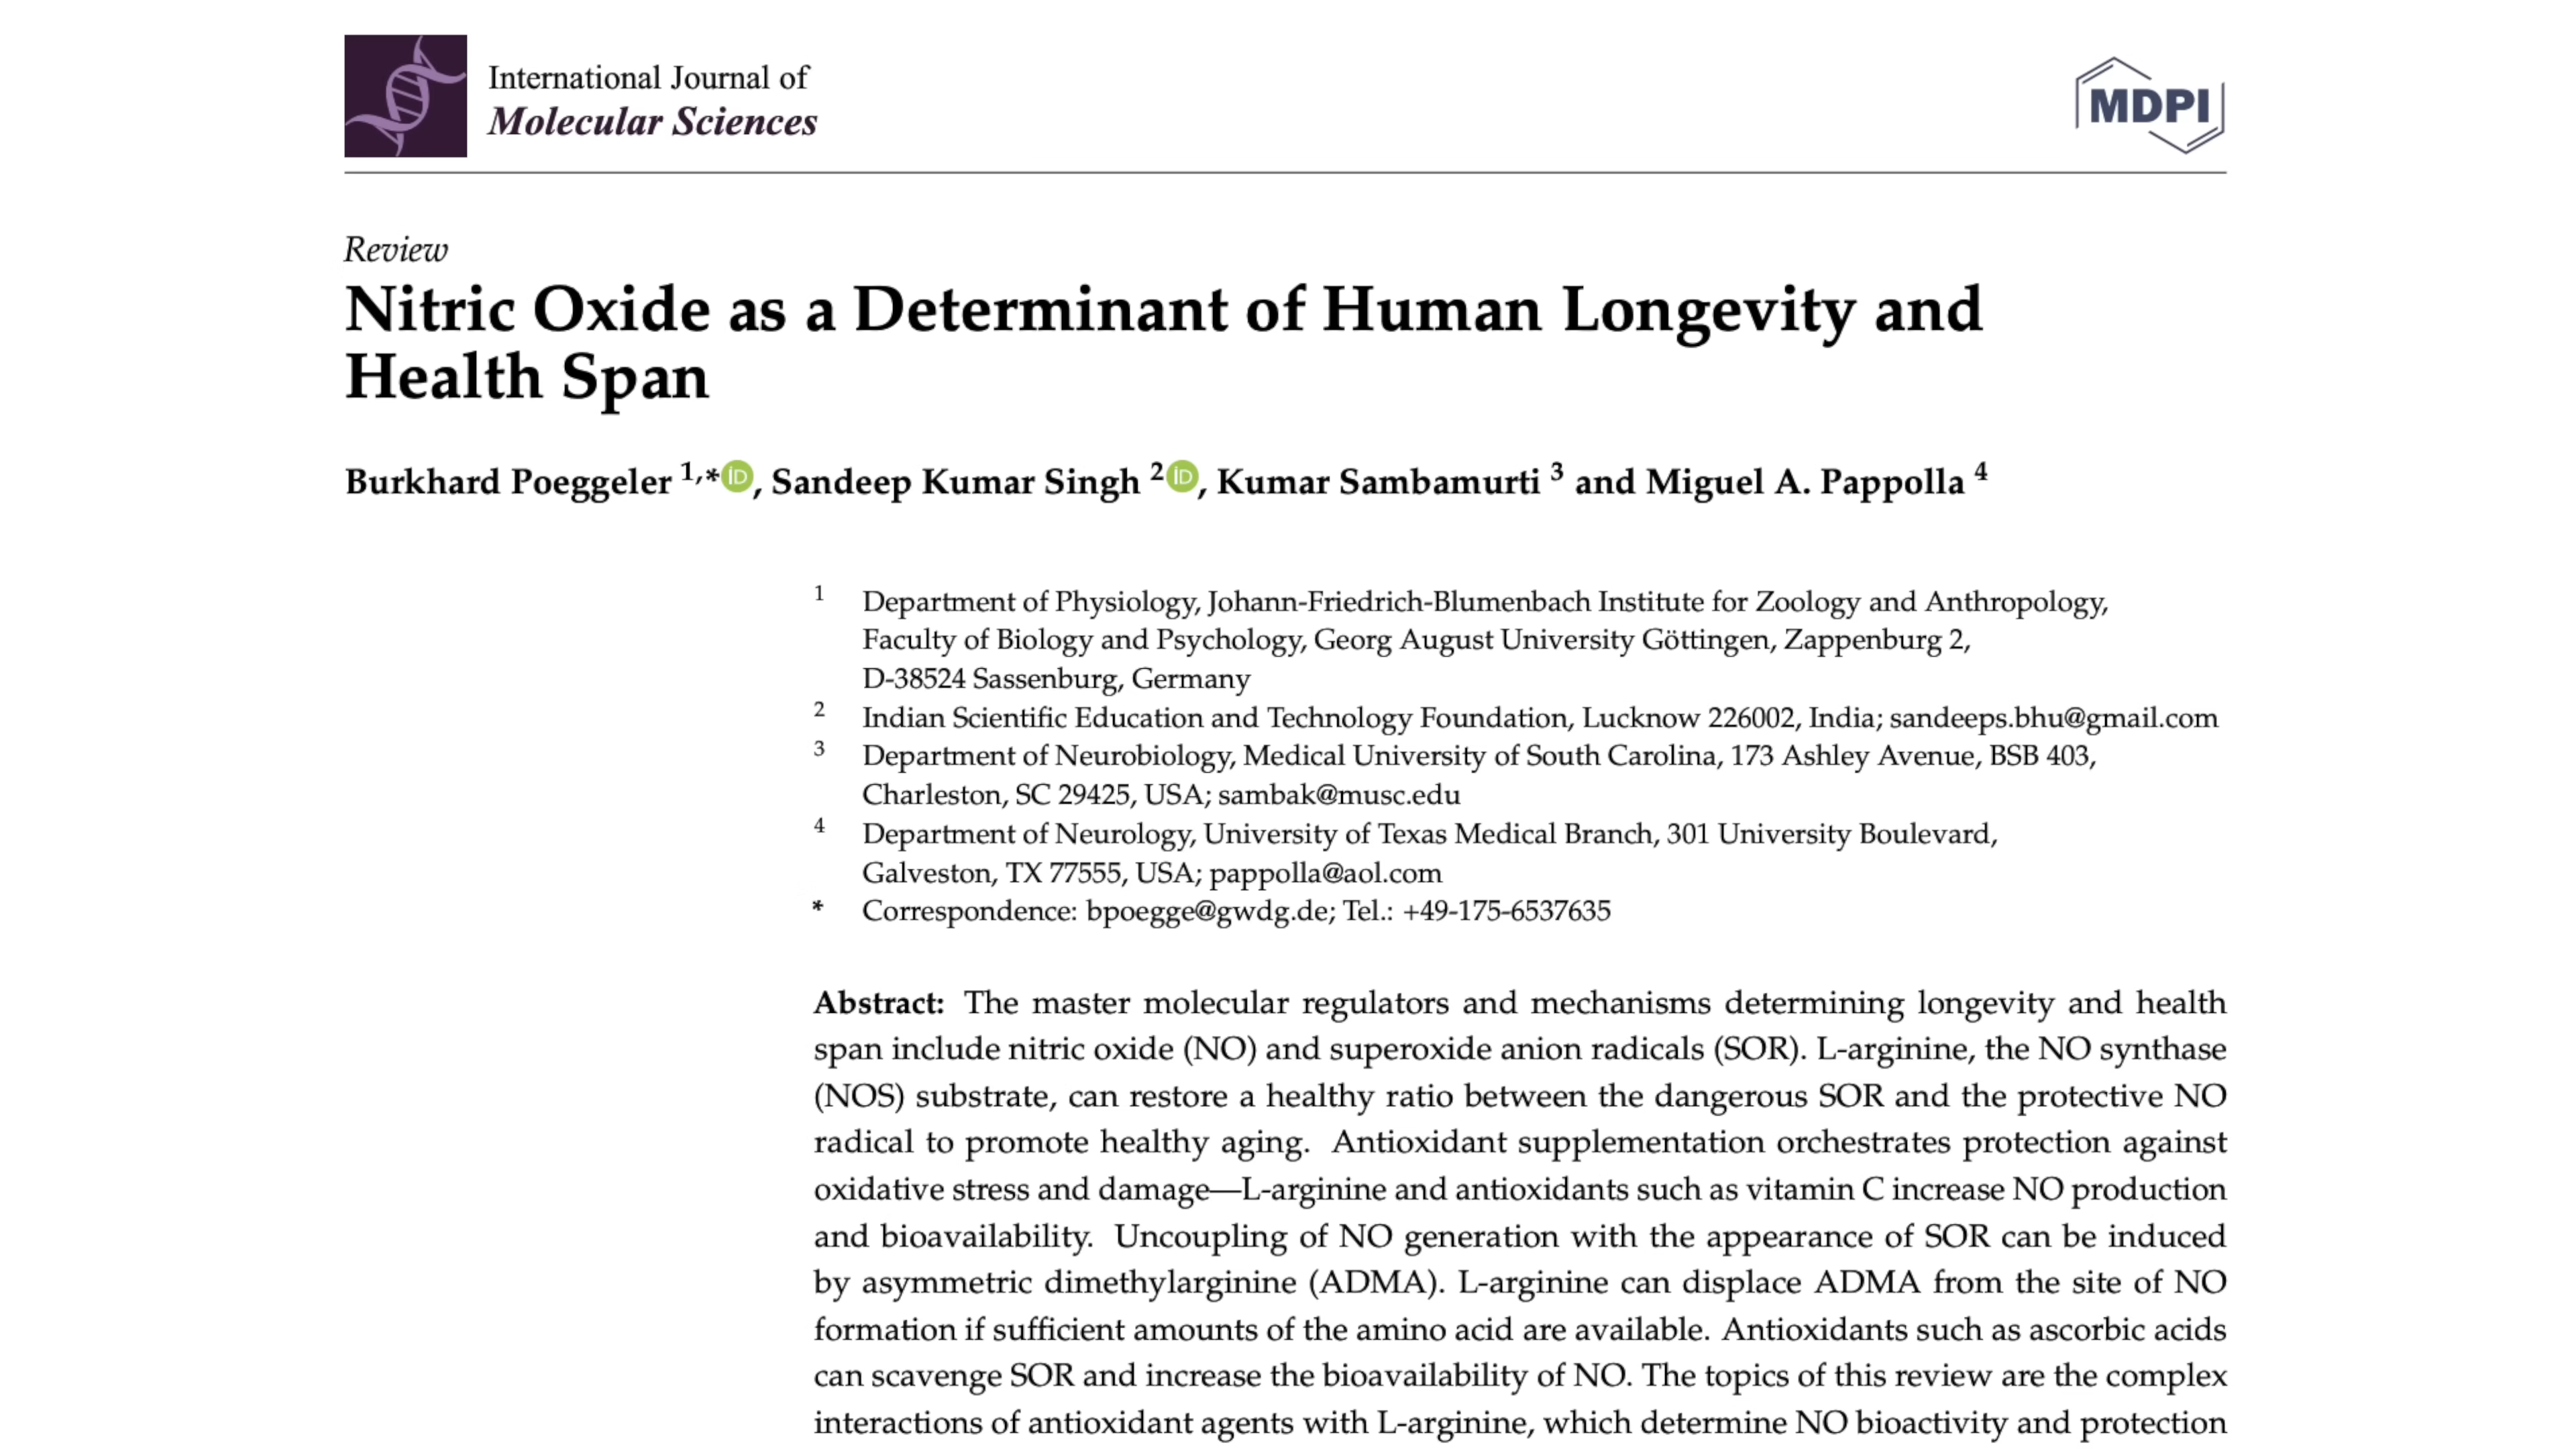 International Journal of
Molecular Sciences
MDPI
Review
Nitric Oxide as a Determinant of Human Longevity and
Health Span
Burkhard Poeggeler 1,* iD, Sandeep Kumar Singh 2 iD, Kumar Sambamurti 3 and Miguel A. Pappolla 4
1 Department of Physiology, Johann-Friedrich-Blumenbach Institute for Zoology and Anthropology,
Faculty of Biology and Psychology, Georg August University Göttingen, Zappenburg 2,
D-38524 Sassenburg, Germany
2 Indian Scientific Education and Technology Foundation, Lucknow 226002, India; sandeeps.bhu@gmail.com
3 Department of Neurobiology, Medical University of South Carolina, 173 Ashley Avenue, BSB 403,
Charleston, SC 29425, USA; sambak@musc.edu
4 Department of Neurology, University of Texas Medical Branch, 301 University Boulevard,
Galveston, TX 77555, USA; pappolla@aol.com
* Correspondence: bpoegge@gwdg.de; Tel.: +49-175-6537635
Abstract: The master molecular regulators and mechanisms determining longevity and health
span include nitric oxide (NO) and superoxide anion radicals (SOR). L-arginine, the NO synthase
(NOS) substrate, can restore a healthy ratio between the dangerous SOR and the protective NO
radical to promote healthy aging. Antioxidant supplementation orchestrates protection against
oxidative stress and damage—L-arginine and antioxidants such as vitamin C increase NO production
and bioavailability. Uncoupling of NO generation with the appearance of SOR can be induced
by asymmetric dimethylarginine (ADMA). L-arginine can displace ADMA from the site of NO
formation if sufficient amounts of the amino acid are available. Antioxidants such as ascorbic acids
can scavenge SOR and increase the bioavailability of NO. The topics of this review are the complex
interactions of antioxidant agents with L-arginine, which determine NO bioactivity and protection